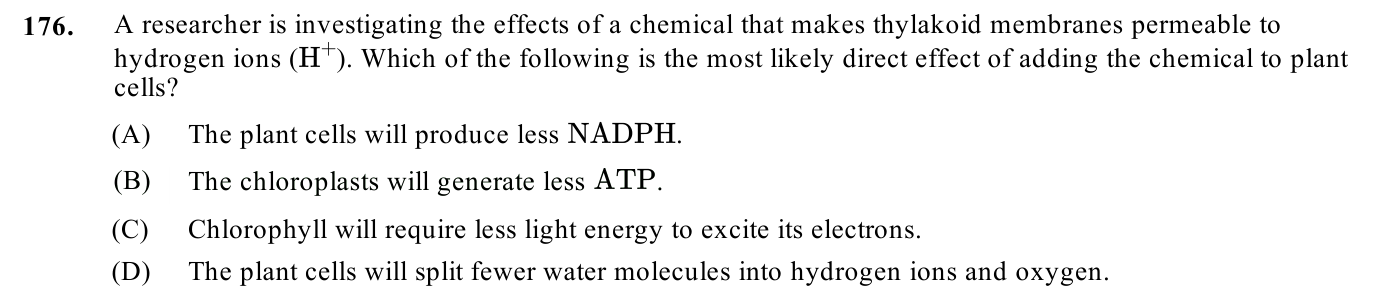 176. A researcher is investigating the effects of a chemical that makes thylakoid membranes permeable to
hydrogen ions (H⁺). Which of the following is the most likely direct effect of adding the chemical to plant
cells?
(A) The plant cells will produce less NADPH.
(B) The chloroplasts will generate less ATP.
(C) Chlorophyll will require less light energy to excite its electrons.
(D) The plant cells will split fewer water molecules into hydrogen ions and oxygen.